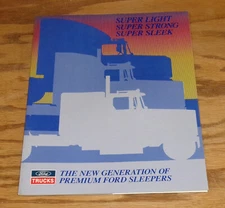 SUPER LIGHT
SUPER STRONG
SUPER SLEEK
Ford
TRUCKS
THE NEW GENERATION OF
PREMIUM FORD SLEEPERS